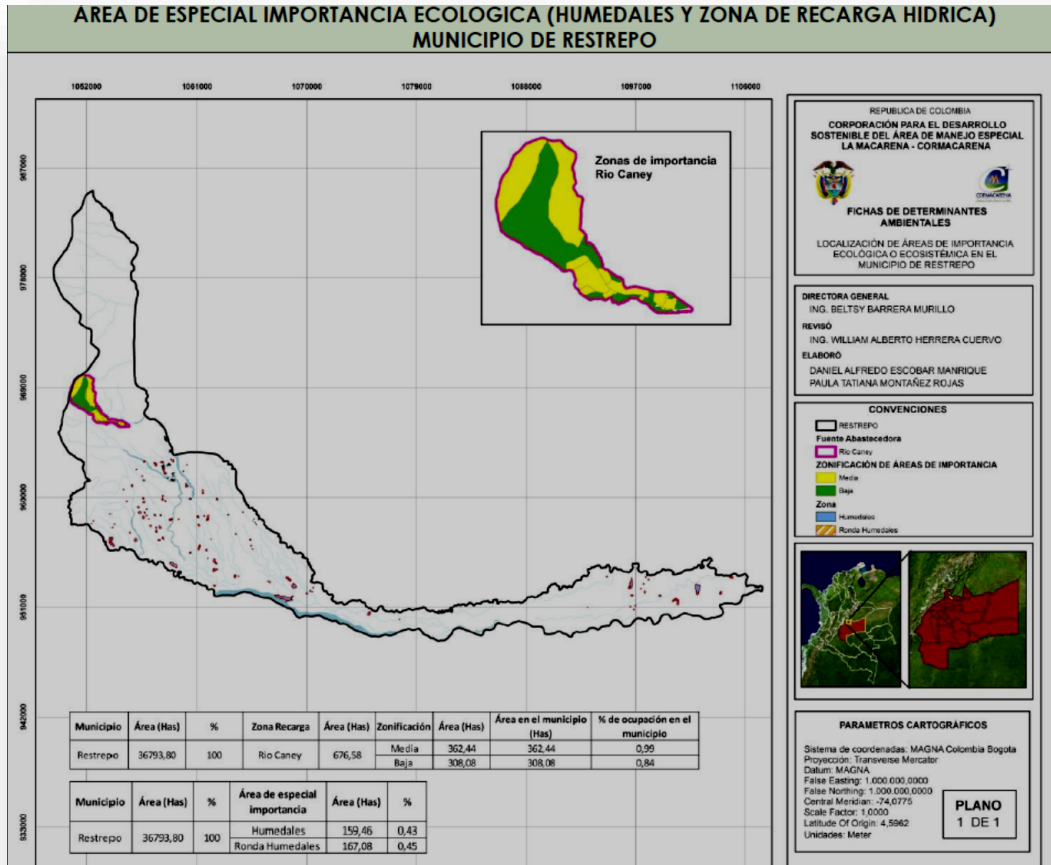 ÁREA DE ESPECIAL IMPORTANCIA ECOLOGICA (HUMEDALES Y ZONA DE RECARGA HIDRICA)
MUNICIPIO DE RESTREPO
1052000 1061000 1070000 1079000 1088000 1097000 1106000
987000
978000
969000
960000
951000
942000
933000
Zonas de importancia
Rio Caney
REPUBLICA DE COLOMBIA
CORPORACIÓN PARA EL DESARROLLO
SOSTENIBLE DEL ÁREA DE MANEJO ESPECIAL
LA MACARENA - CORMACARENA
CORMACARENA
FICHAS DE DETERMINANTES
AMBIENTALES
LOCALIZACIÓN DE ÁREAS DE IMPORTANCIA
ECOLÓGICA O ECOSISTÉMICA EN EL
MUNICIPIO DE RESTREPO
DIRECTORA GENERAL
ING. BELTSY BARRERA MURILLO
REVISÓ
ING. WILLIAM ALBERTO HERRERA CUERVO
ELABORÓ
DANIEL ALFREDO ESCOBAR MANRIQUE
PAULA TATIANA MONTAÑEZ ROJAS
CONVENCIONES
RESTREPO
Fuente Abastecedora
Rio Caney
ZONIFICACIÓN DE ÁREAS DE IMPORTANCIA
Media
Baja
Zona
Humedales
Ronda Humedales
Municipio Área (Has) % Zona Recarga Área (Has) Zonificación Área (Has) Área en el municipio (Has) % de ocupación en el municipio
Restrepo 36793,80 100 Rio Caney 676,58 Media 362,44 362,44 0,99
Baja 308,08 308,08 0,84
Municipio Área (Has) % Área de especial importancia Área (Has) %
Restrepo 36793,80 100 Humedales 159,46 0,43
Ronda Humedales 167,08 0,45
PARAMETROS CARTOGRÁFICOS
Sistema de coordenadas: MAGNA Colombia Bogota
Proyección: Transverse Mercator
Datum: MAGNA
False Easting: 1.000.000,0000
False Northing: 1.000.000,0000
Central Meridian: -74,0775
Scale Factor: 1,0000
Latitude Of Origin: 4,5962
Unidades: Meter
PLANO
1 DE 1